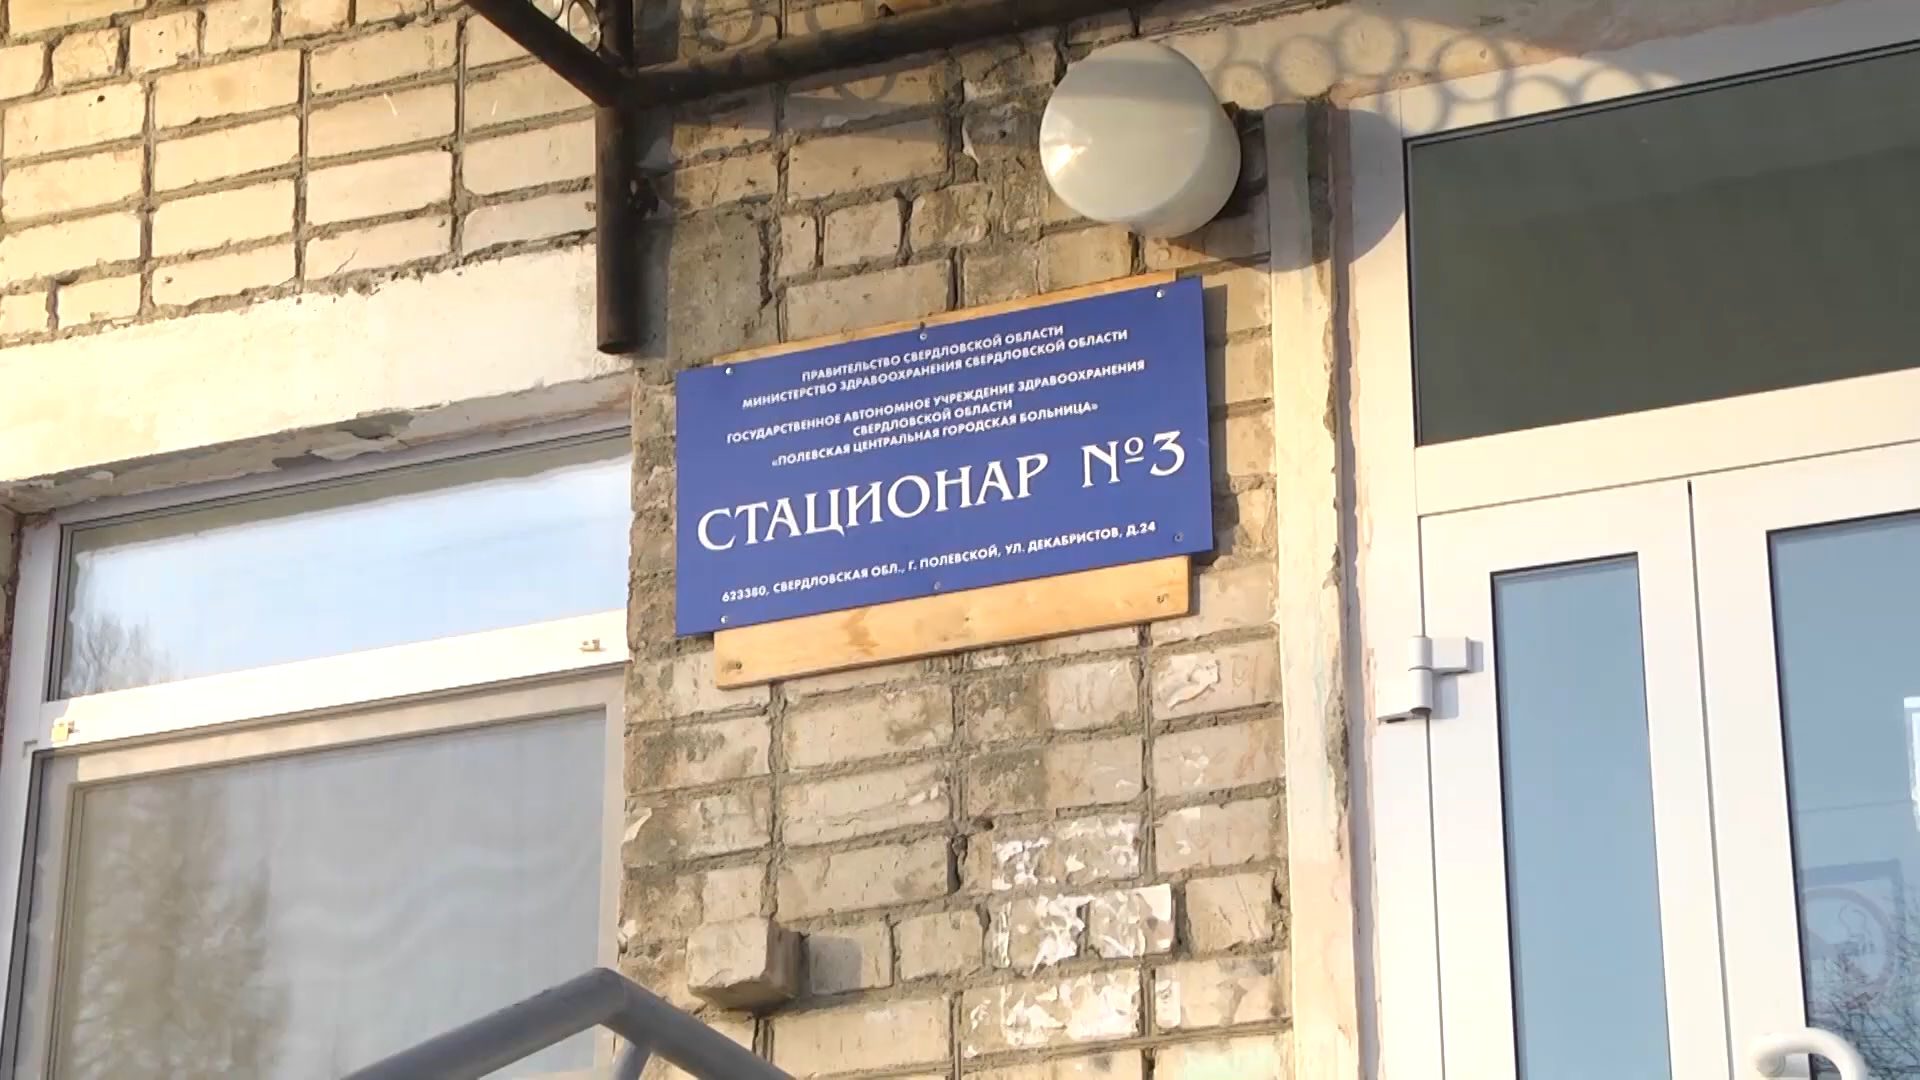 ПРАВИТЕЛЬСТВО СВЕРДЛОВСКОЙ ОБЛАСТИ
МИНИСТЕРСТВО ЗДРАВООХРАНЕНИЯ СВЕРДЛОВСКОЙ ОБЛАСТИ
ГОСУДАРСТВЕННОЕ АВТОНОМНОЕ УЧРЕЖДЕНИЕ ЗДРАВООХРАНЕНИЯ
СВЕРДЛОВСКОЙ ОБЛАСТИ
«ПОЛЕВСКАЯ ЦЕНТРАЛЬНАЯ ГОРОДСКАЯ БОЛЬНИЦА»
СТАЦИОНАР №3
623380, СВЕРДЛОВСКАЯ ОБЛ., Г. ПОЛЕВСКОЙ, УЛ. ДЕКАБРИСТОВ, Д.24